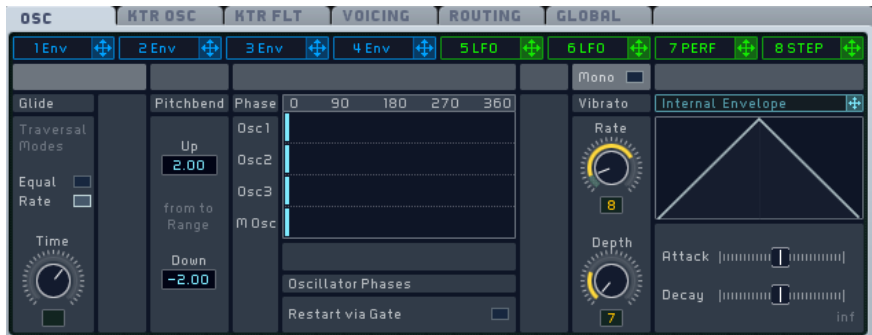 OSC KTR OSC KTR FLT VOICING ROUTING GLOBAL
1 Env 2 Env 3 Env 4 Env 5 LFO 6 LFO 7 PERF 8 STEP
Mono
Glide Pitchbend Phase 0 90 180 270 360 Vibrato Internal Envelope
Traversal
Modes
Equal
Rate
Time
Up
2.00
from to
Range
Down
-2.00
Osc1
Osc2
Osc3
M Osc
Oscillator Phases
Restart via Gate
Rate
8
Depth
7
Attack
Decay
inf